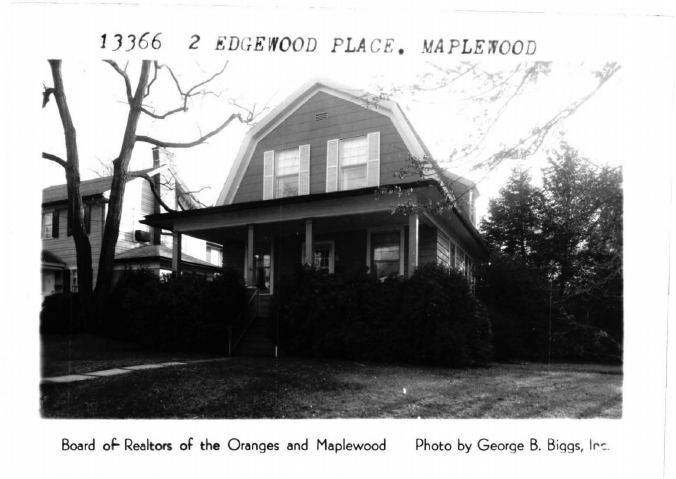 13366 2 EDGEWOOD PLACE, MAPLEWOOD
Board of Realtors of the Oranges and Maplewood Photo by George B. Biggs, Inc.